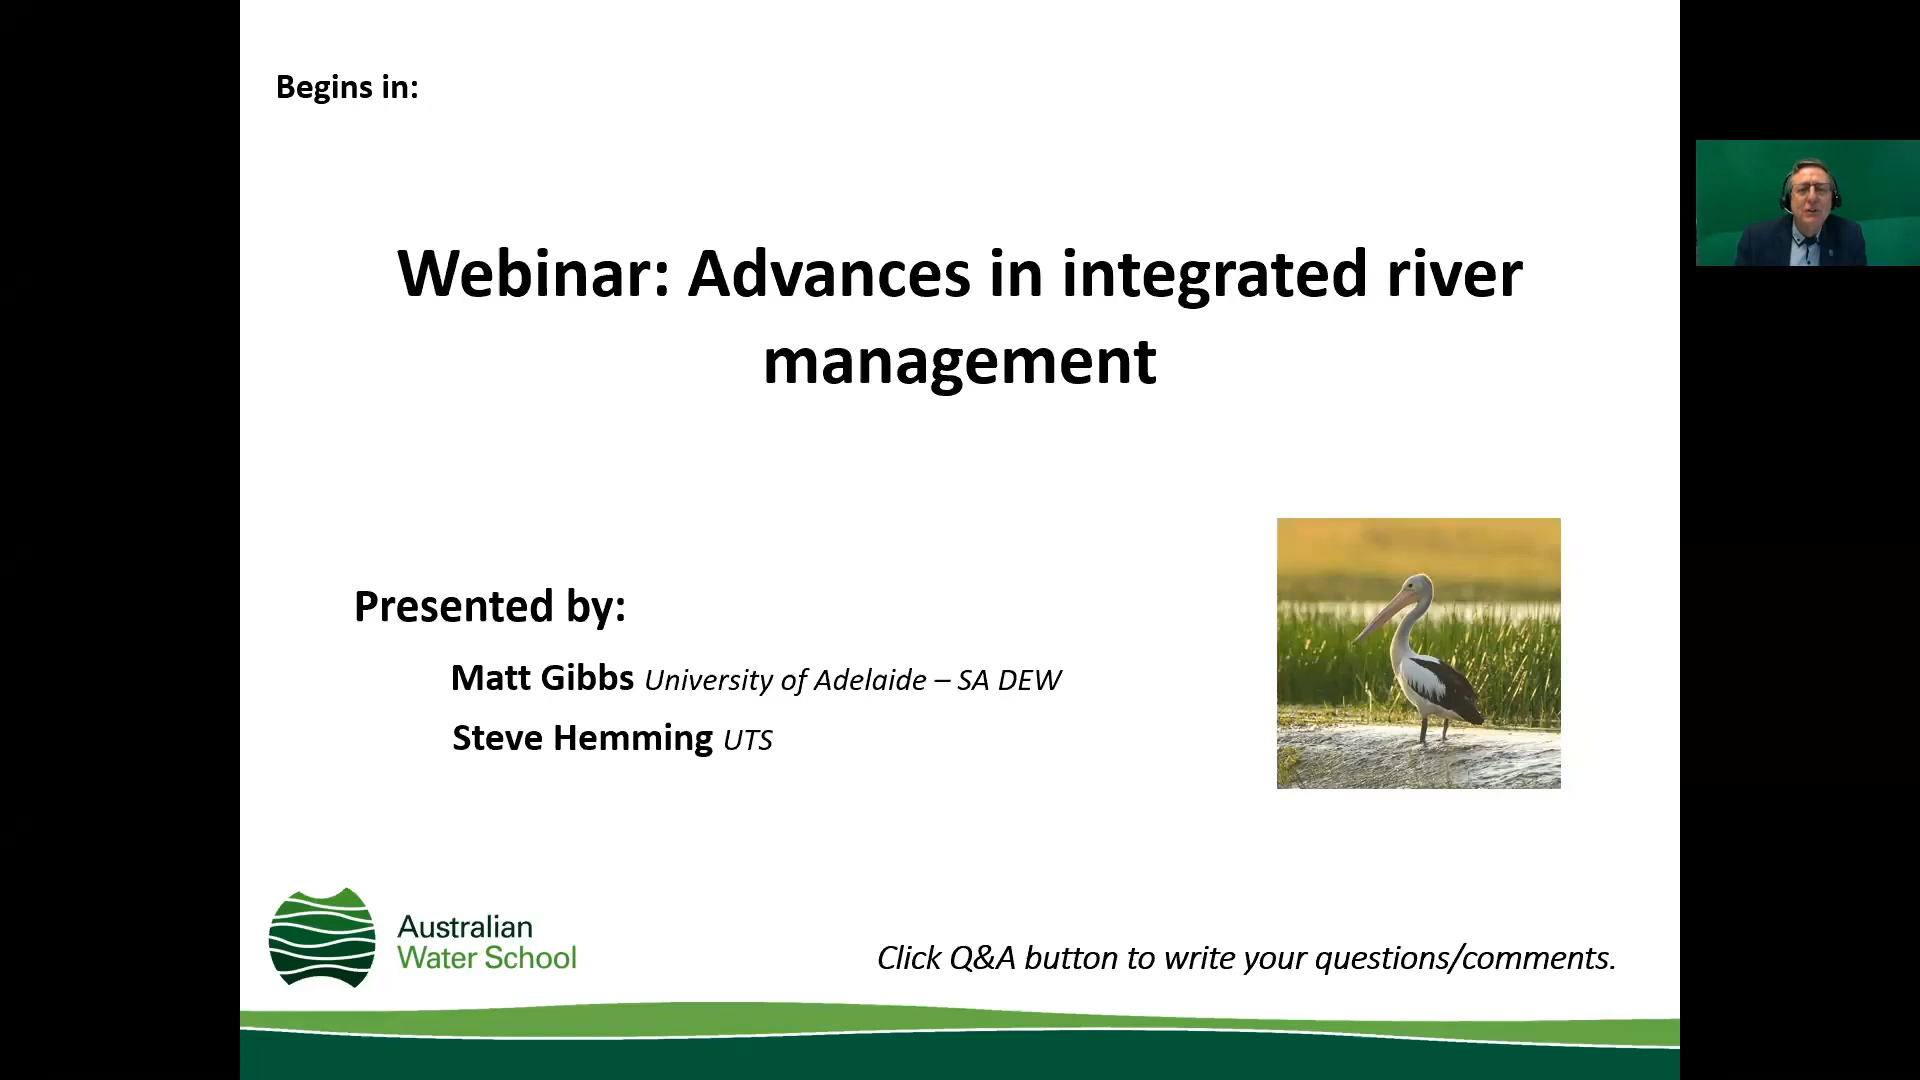 Begins in:
Webinar: Advances in integrated river
management
Presented by:
Matt Gibbs University of Adelaide – SA DEW
Steve Hemming UTS
Australian
Water School
Click Q&A button to write your questions/comments.